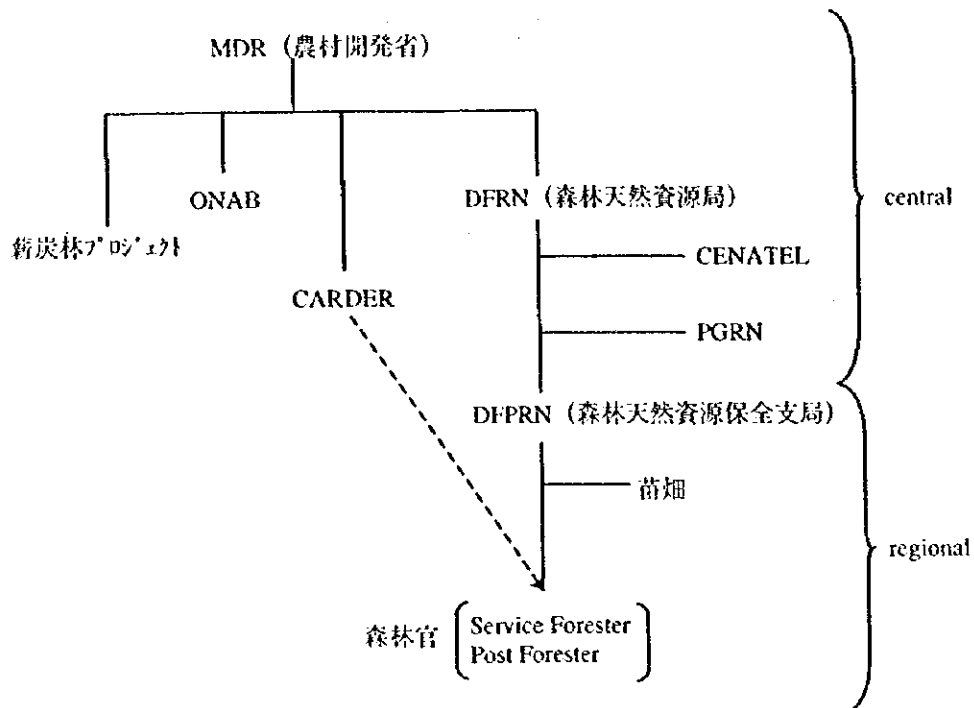 MDR (農村開発省)
ONAB
DFRN (森林天然資源局)
central
薪炭林プロジェクト
CENATEL
CARDER
PGRN
DFPRN (森林天然資源保全支局)
苗畑
regional
森林官
Service Forester
Post Forester